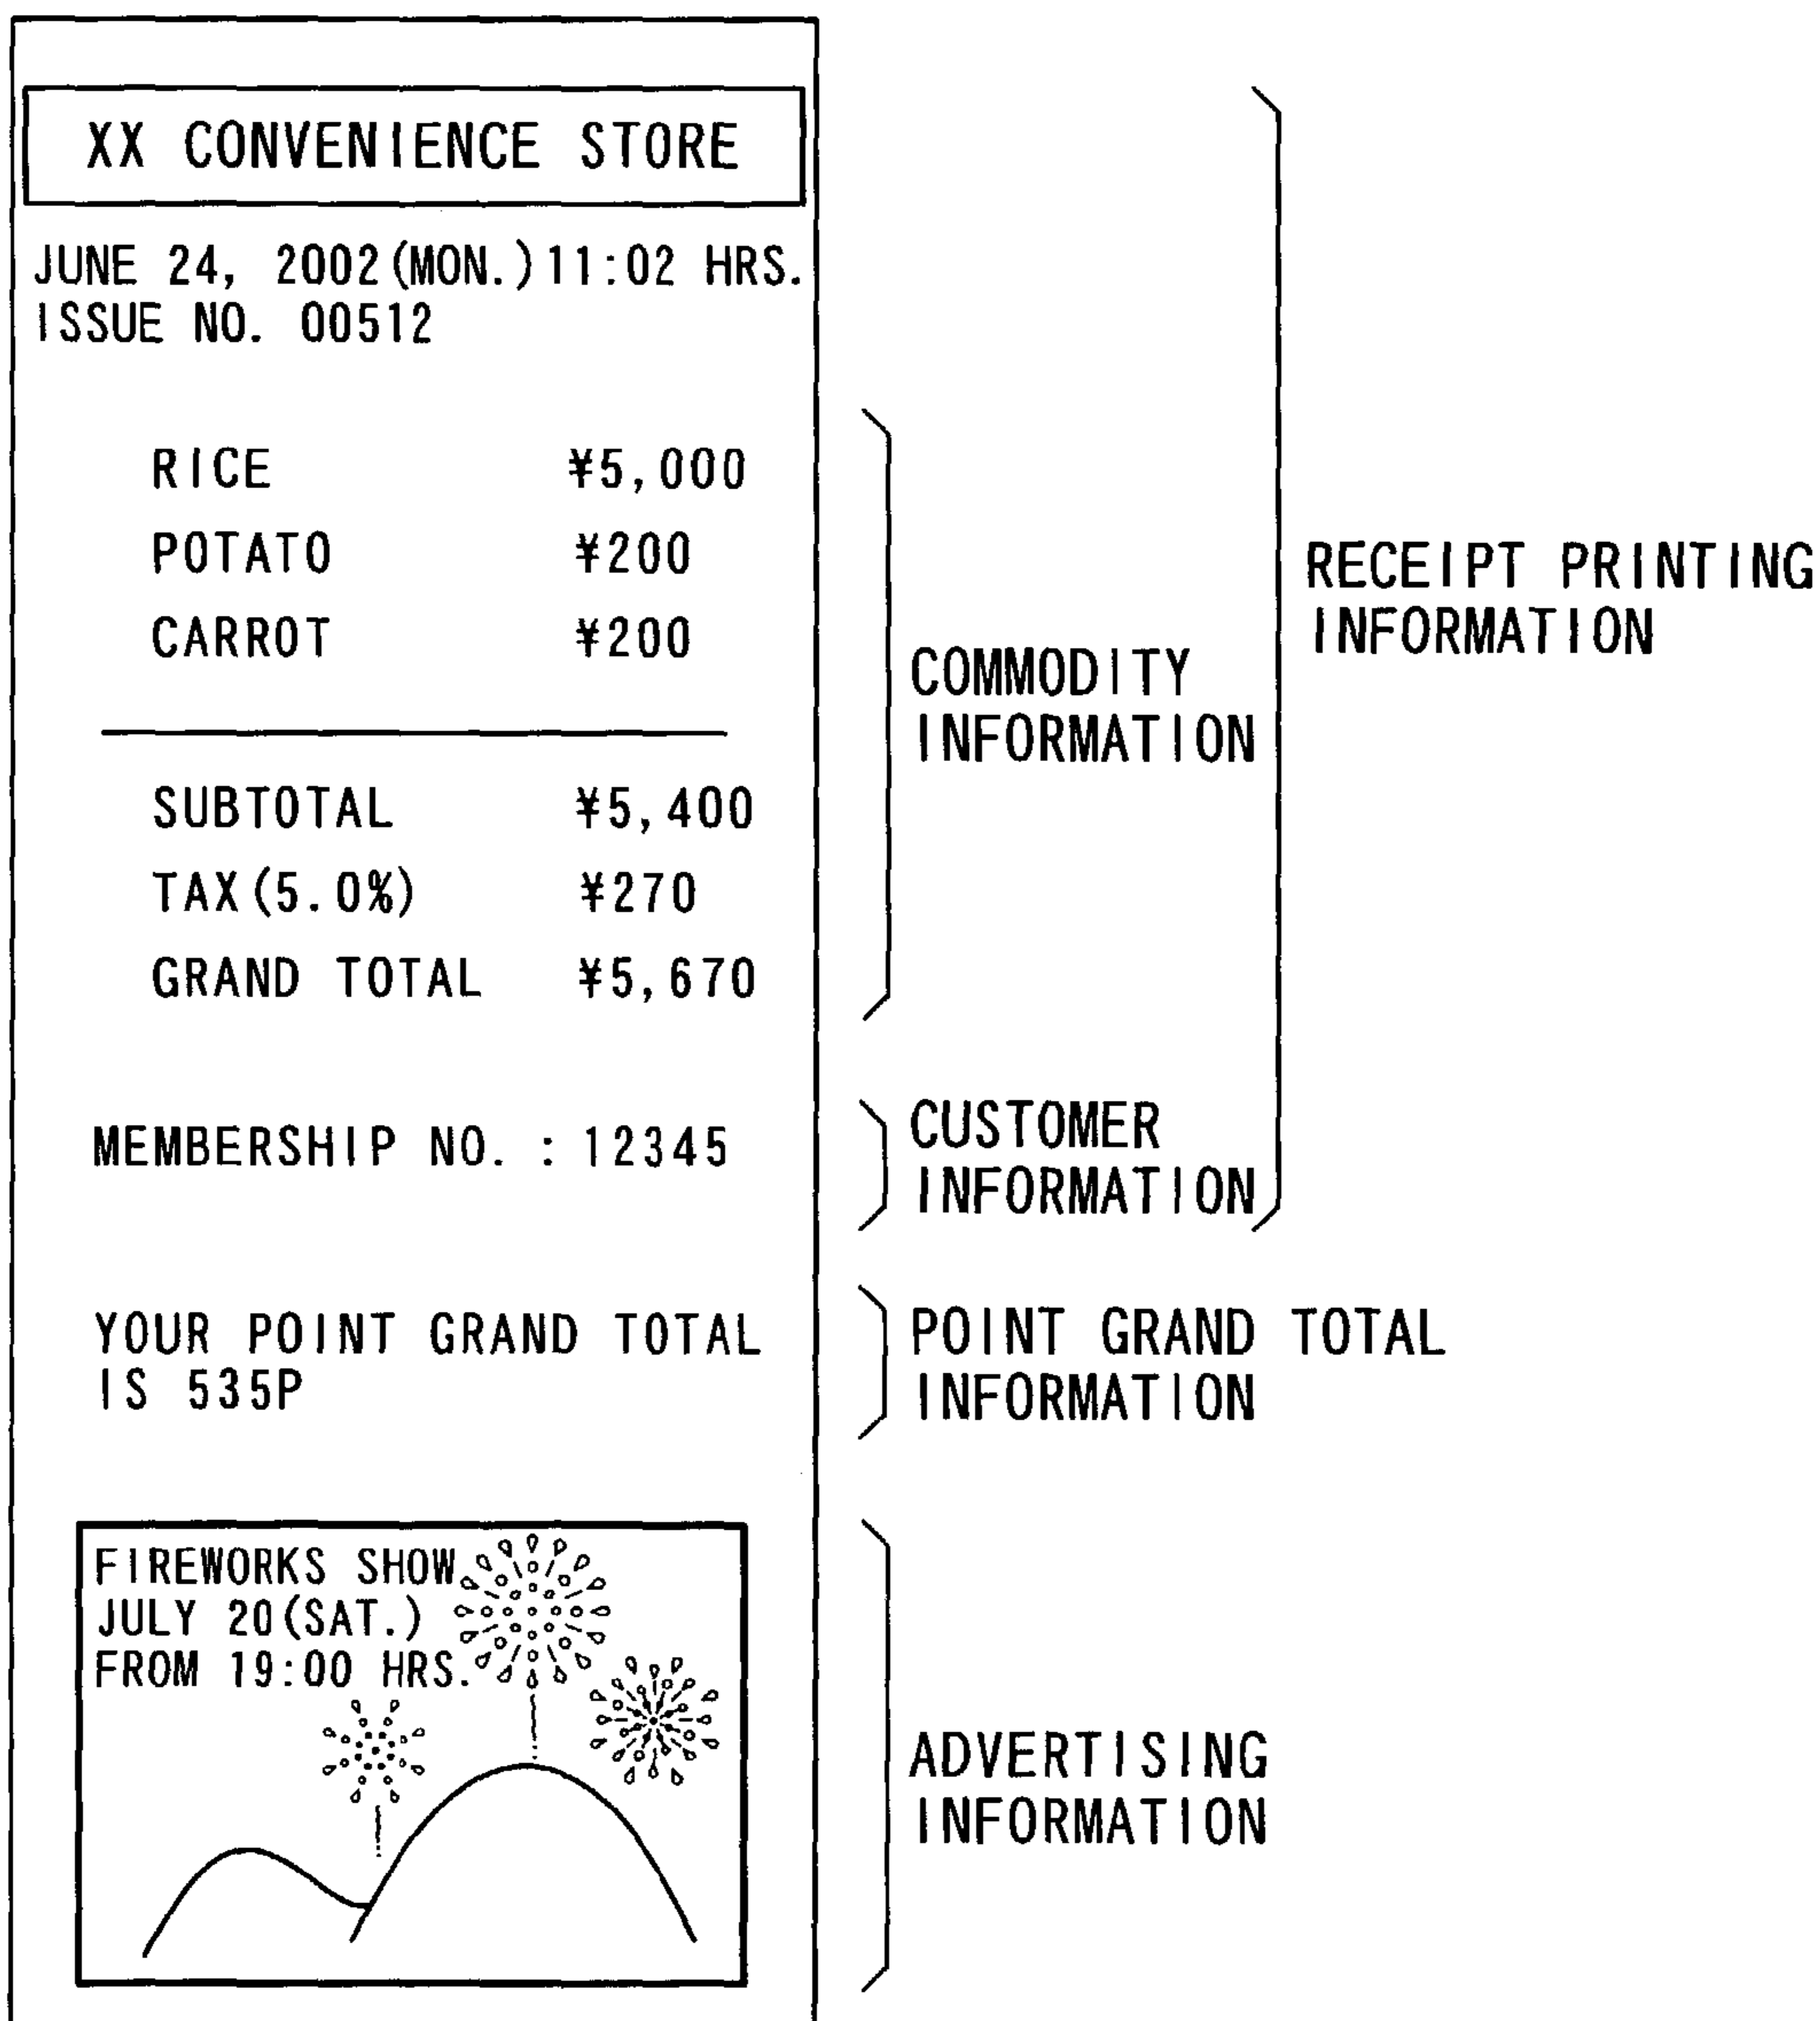 XX CONVENIENCE STORE
JUNE 24, 2002(MON.)11:02 HRS.
ISSUE NO. 00512
RICE ¥5,000
POTATO ¥200
CARROT ¥200
SUBTOTAL ¥5,400
TAX(5.0%) ¥270
GRAND TOTAL ¥5,670
COMMODITY
INFORMATION
RECEIPT PRINTING
INFORMATION
MEMBERSHIP NO. : 12345
CUSTOMER
INFORMATION
YOUR POINT GRAND TOTAL
IS 535P
POINT GRAND TOTAL
INFORMATION
FIREWORKS SHOW
JULY 20(SAT.)
FROM 19:00 HRS.
ADVERTISING
INFORMATION